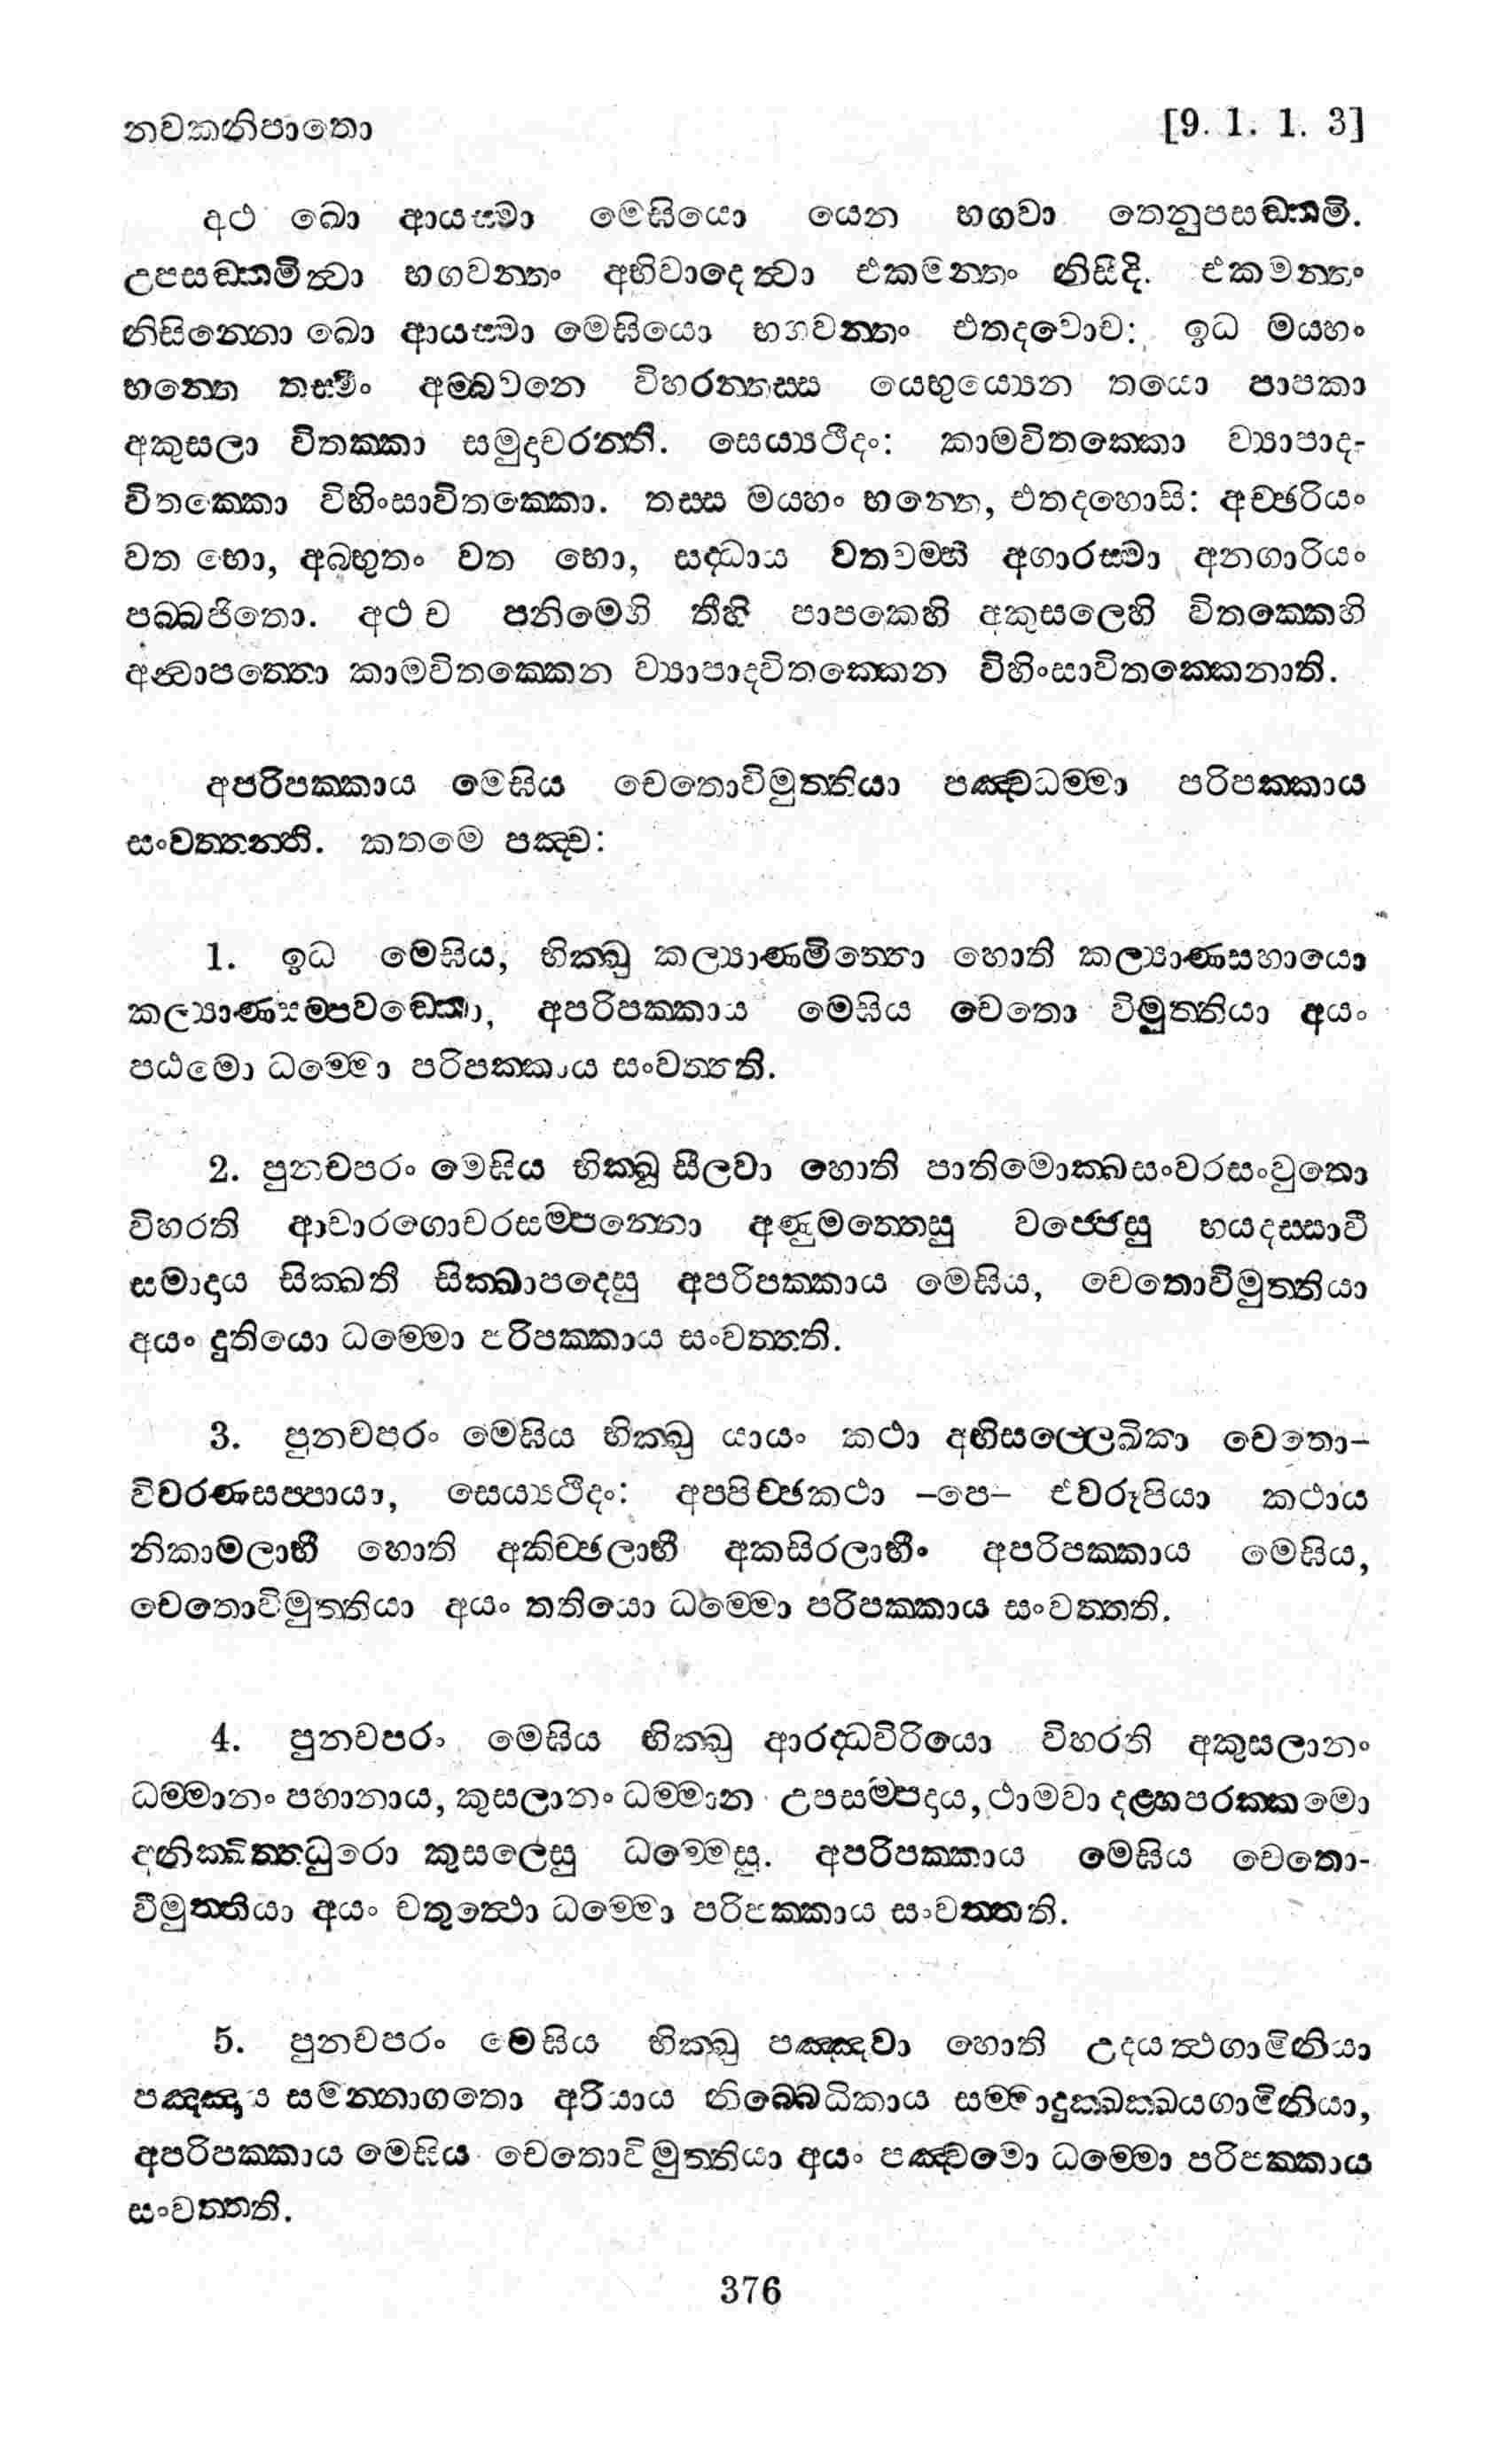 නවකනිපාතො [9. 1. 1. 3]
අථ ඛො ආයස්මා මෙඝියො යෙන භගවා තෙනුපසඞ්කමි.
උපසඞ්කමිත්වා භගවන්තං අභිවාදෙත්වා එකමන්තං නිසීදි. එකමන්තං
නිසින්නො ඛො ආයස්මා මෙඝියො භගවන්තං එතදවොච: ඉධ මය්හං
භන්තෙ තස්මිං අම්බවනෙ විහරන්තස්ස යෙභුය්‍යෙන තයො පාපකා
අකුසලා විතක්කා සමුදාචරන්ති. සෙය්‍යථීදං: කාමවිතක්කො ව්‍යාපාද-
විතක්කො විහිංසාවිතක්කො. තස්ස මය්හං භන්තෙ, එතදහොසි: අච්ඡරියං
වත භො, අබ්භුතං වත භො, සද්ධාය වතවම්හි අගාරස්මා අනගාරියං
පබ්බජිතො. අථ ච පනිමෙහි තීහි පාපකෙහි අකුසලෙහි විතක්කෙහි
අන්වාපත්තො කාමවිතක්කෙන ව්‍යාපාදවිතක්කෙන විහිංසාවිතක්කෙනාති.
අපරිපක්කාය මෙඝිය චෙතොවිමුත්තියා පඤ්චධම්මා පරිපක්කාය
සංවත්තන්ති. කතමෙ පඤ්ච:
1. ඉධ මෙඝිය, භික්ඛු කල්‍යාණමිත්තො හොති කල්‍යාණසහායො
කල්‍යාණසම්පවඞ්කො, අපරිපක්කාය මෙඝිය චෙතො විමුත්තියා අයං
පඨමො ධම්මො පරිපක්කාය සංවත්තති.
2. පුනචපරං මෙඝිය භික්ඛූ සීලවා හොති පාතිමොක්ඛසංවරසංවුතො
විහරති ආචාරගොචරසම්පන්නො අණුමත්තෙසු වජ්ජෙසු භයදස්සාවී
සමාදාය සික්ඛති සික්ඛාපදෙසු අපරිපක්කාය මෙඝිය, චෙතොවිමුත්තියා
අයං දුතියො ධම්මො පරිපක්කාය සංවත්තති.
3. පුනචපරං මෙඝිය භික්ඛු යායං කථා අභිසල්ලෙඛිකා චෙතො-
විවරණසප්පායා, සෙය්‍යථිදං: අප්පිච්ඡකථා –පෙ– එවරූපියා කථාය
නිකාමලාභී හොති අකිච්ඡලාභී අකසිරලාභීං අපරිපක්කාය මෙඝිය,
චෙතොවිමුත්තියා අයං තතියො ධම්මො පරිපක්කාය සංවත්තති.
4. පුනචපරං මෙඝිය භික්ඛු ආරද්ධවිරියො විහරති අකුසලානං
ධම්මානං පහානාය, කුසලානං ධම්මාන උපසම්පදාය, ථාමවා දළ්හපරක්කමො
අනික්ඛිත්තධුරො කුසලෙසු ධම්මෙසු. අපරිපක්කාය මෙඝිය චෙතො-
විමුත්තියා අයං චතුත්ථො ධම්මො පරිපක්කාය සංවත්තති.
5. පුනචපරං මෙඝිය භික්ඛු පඤ්ඤවා හොති උදයත්ථගාමිනියා
පඤ්ඤාය සමන්නාගතො අරියාය නිබ්බෙධිකාය සම්මාදුක්ඛක්ඛයගාමිනියා,
අපරිපක්කාය මෙඝිය චෙතොවිමුත්තියා අයං පඤ්චමො ධම්මො පරිපක්කාය
සංවත්තති.
376